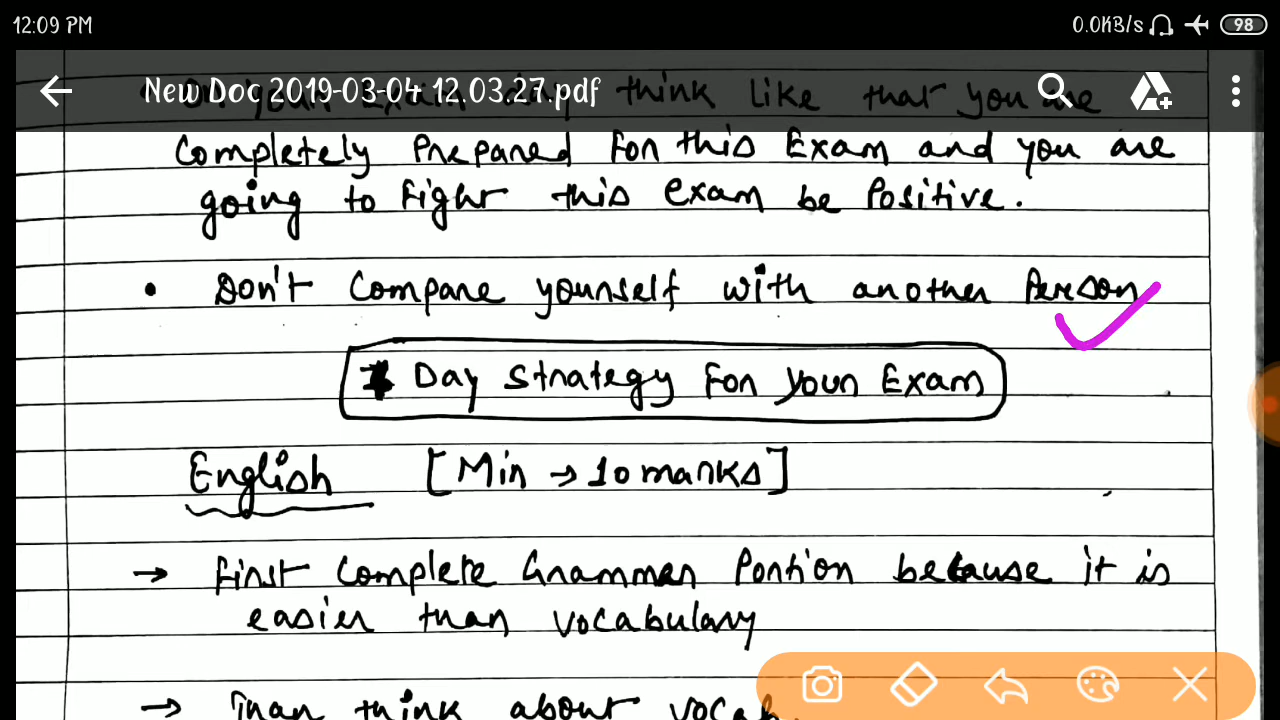 12:09 PM
0.0KB/s 98
New Doc 2019-03-04 12.03.27.pdf
think like that you are
Completely Prepared For this Exam and you are
going to Fight this exam be Positive.
• Don't Compare yourself with another Person
Day Strategy For Your Exam
English [Min → 10 marks]
→ First Complete Grammer Portion because it is
easier than vocabulary
→ Than think about vocab.